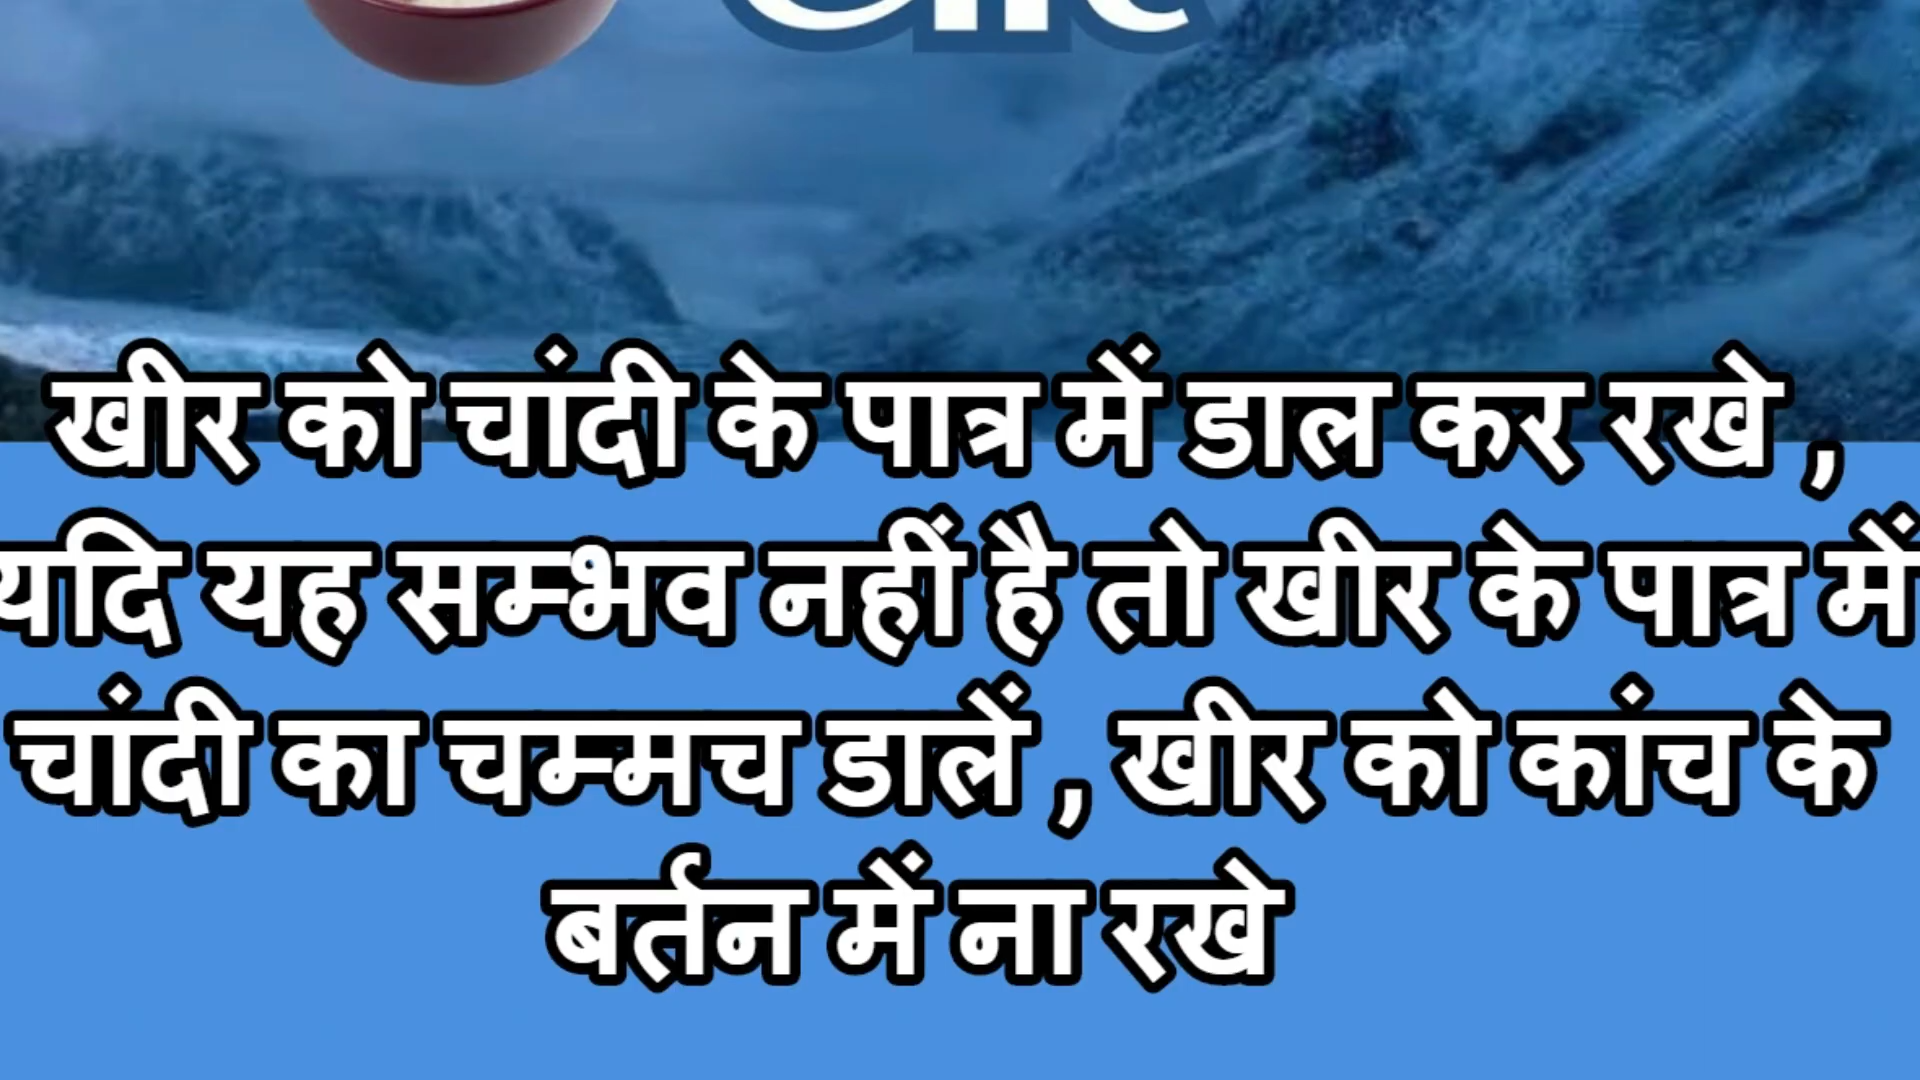 खीर को चांदी के पात्र में डाल कर रखे ,
यदि यह सम्भव नहीं है तो खीर के पात्र में
चांदी का चम्मच डालें , खीर को कांच के
बर्तन में ना रखे